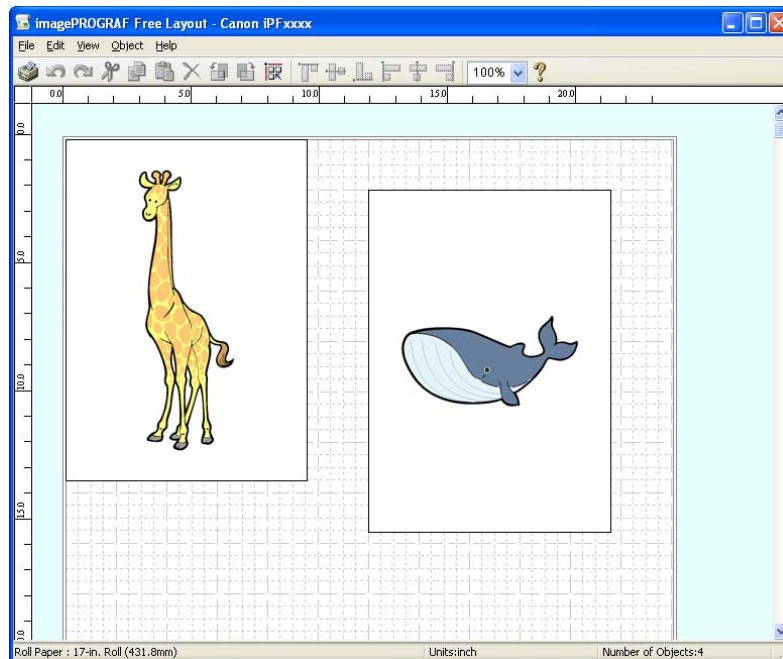 imagePROGRAF Free Layout - Canon iPFxxxx
File Edit View Object Help
100%
0.0 5.0 10.0 15.0 20.0
0.0
5.0
10.0
15.0
0.0
Roll Paper : 17-in. Roll (431.8mm) Units:inch Number of Objects:4